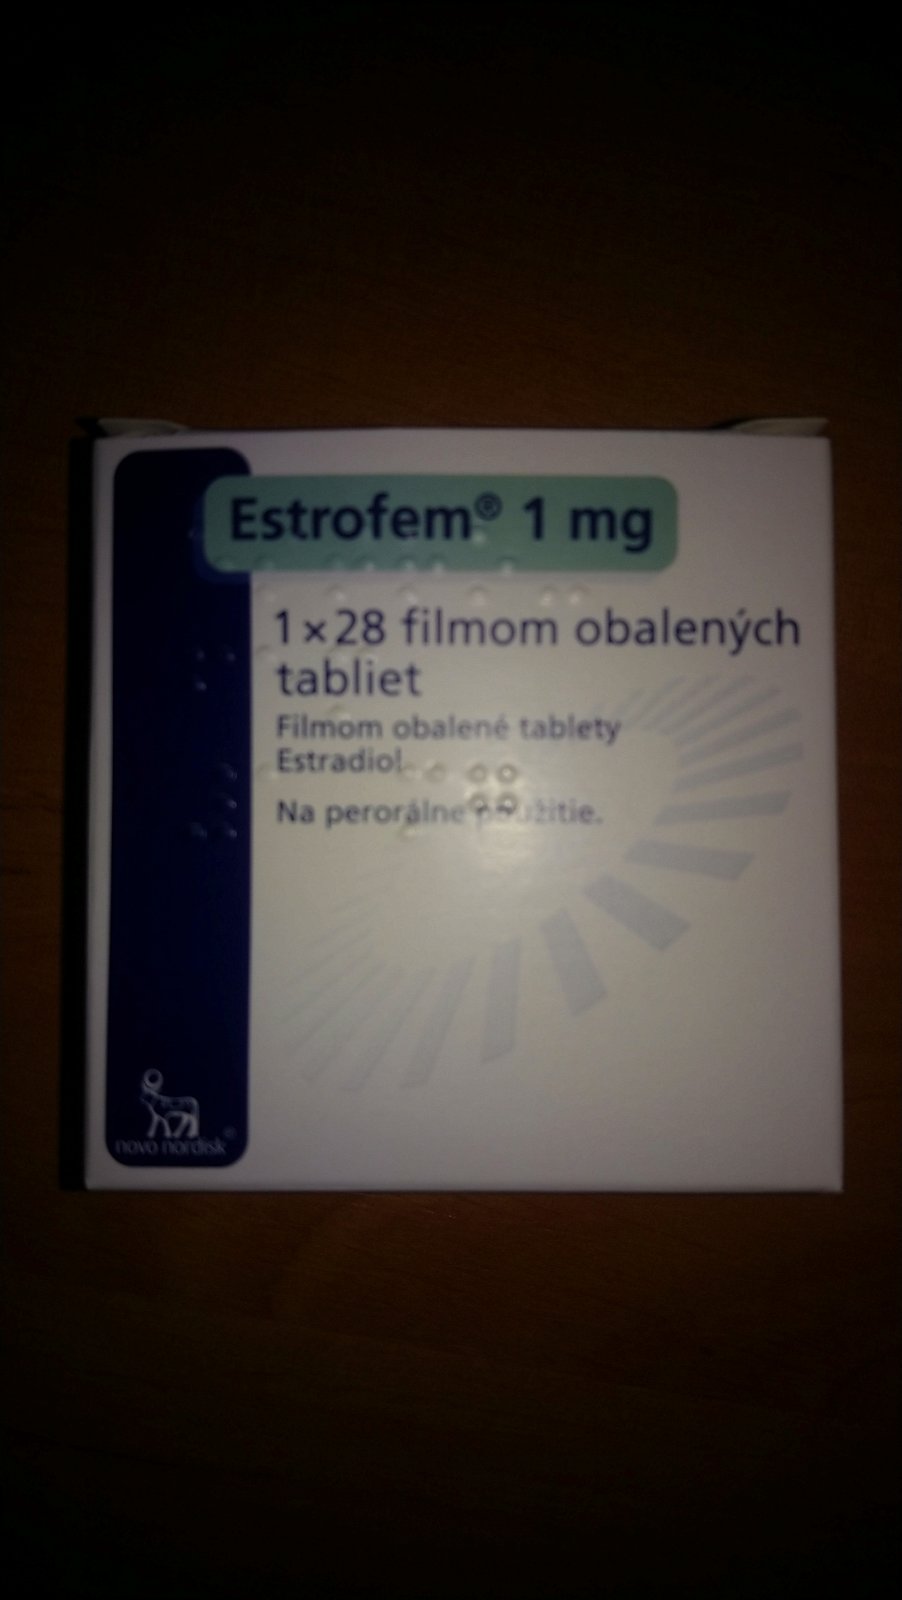 Estrofem® 1 mg
1×28 filmom obalených
tabliet
Filmom obalené tablety
Estradiol
Na perorálne použitie.
novo nordisk®